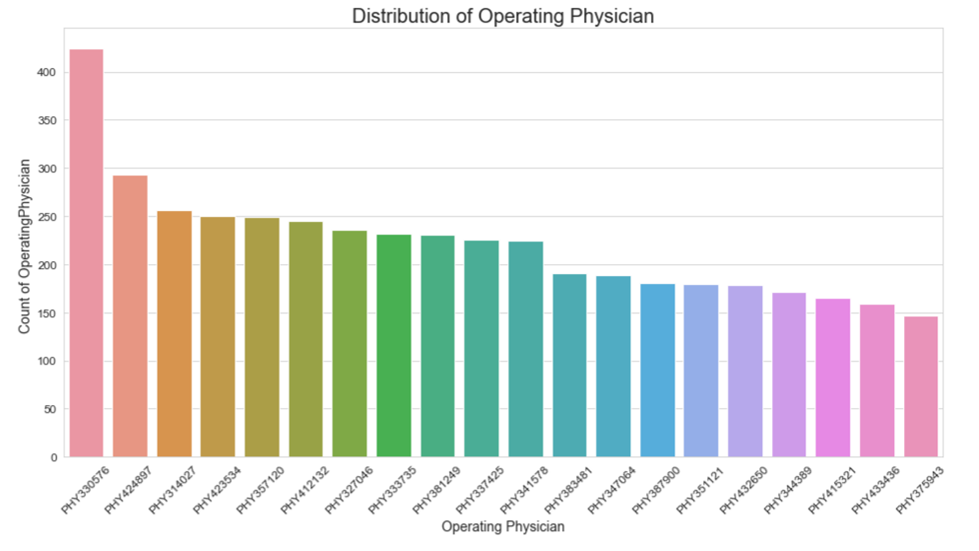 Distribution of Operating Physician
Count of OperatingPhysician
400
350
300
250
200
150
100
50
0
PHY330576
PHY424897
PHY314027
PHY423534
PHY357120
PHY412132
PHY327046
PHY333735
PHY381249
PHY337425
PHY341578
PHY383481
PHY347064
PHY387900
PHY351121
PHY432650
PHY344389
PHY415321
PHY433436
PHY375943
Operating Physician